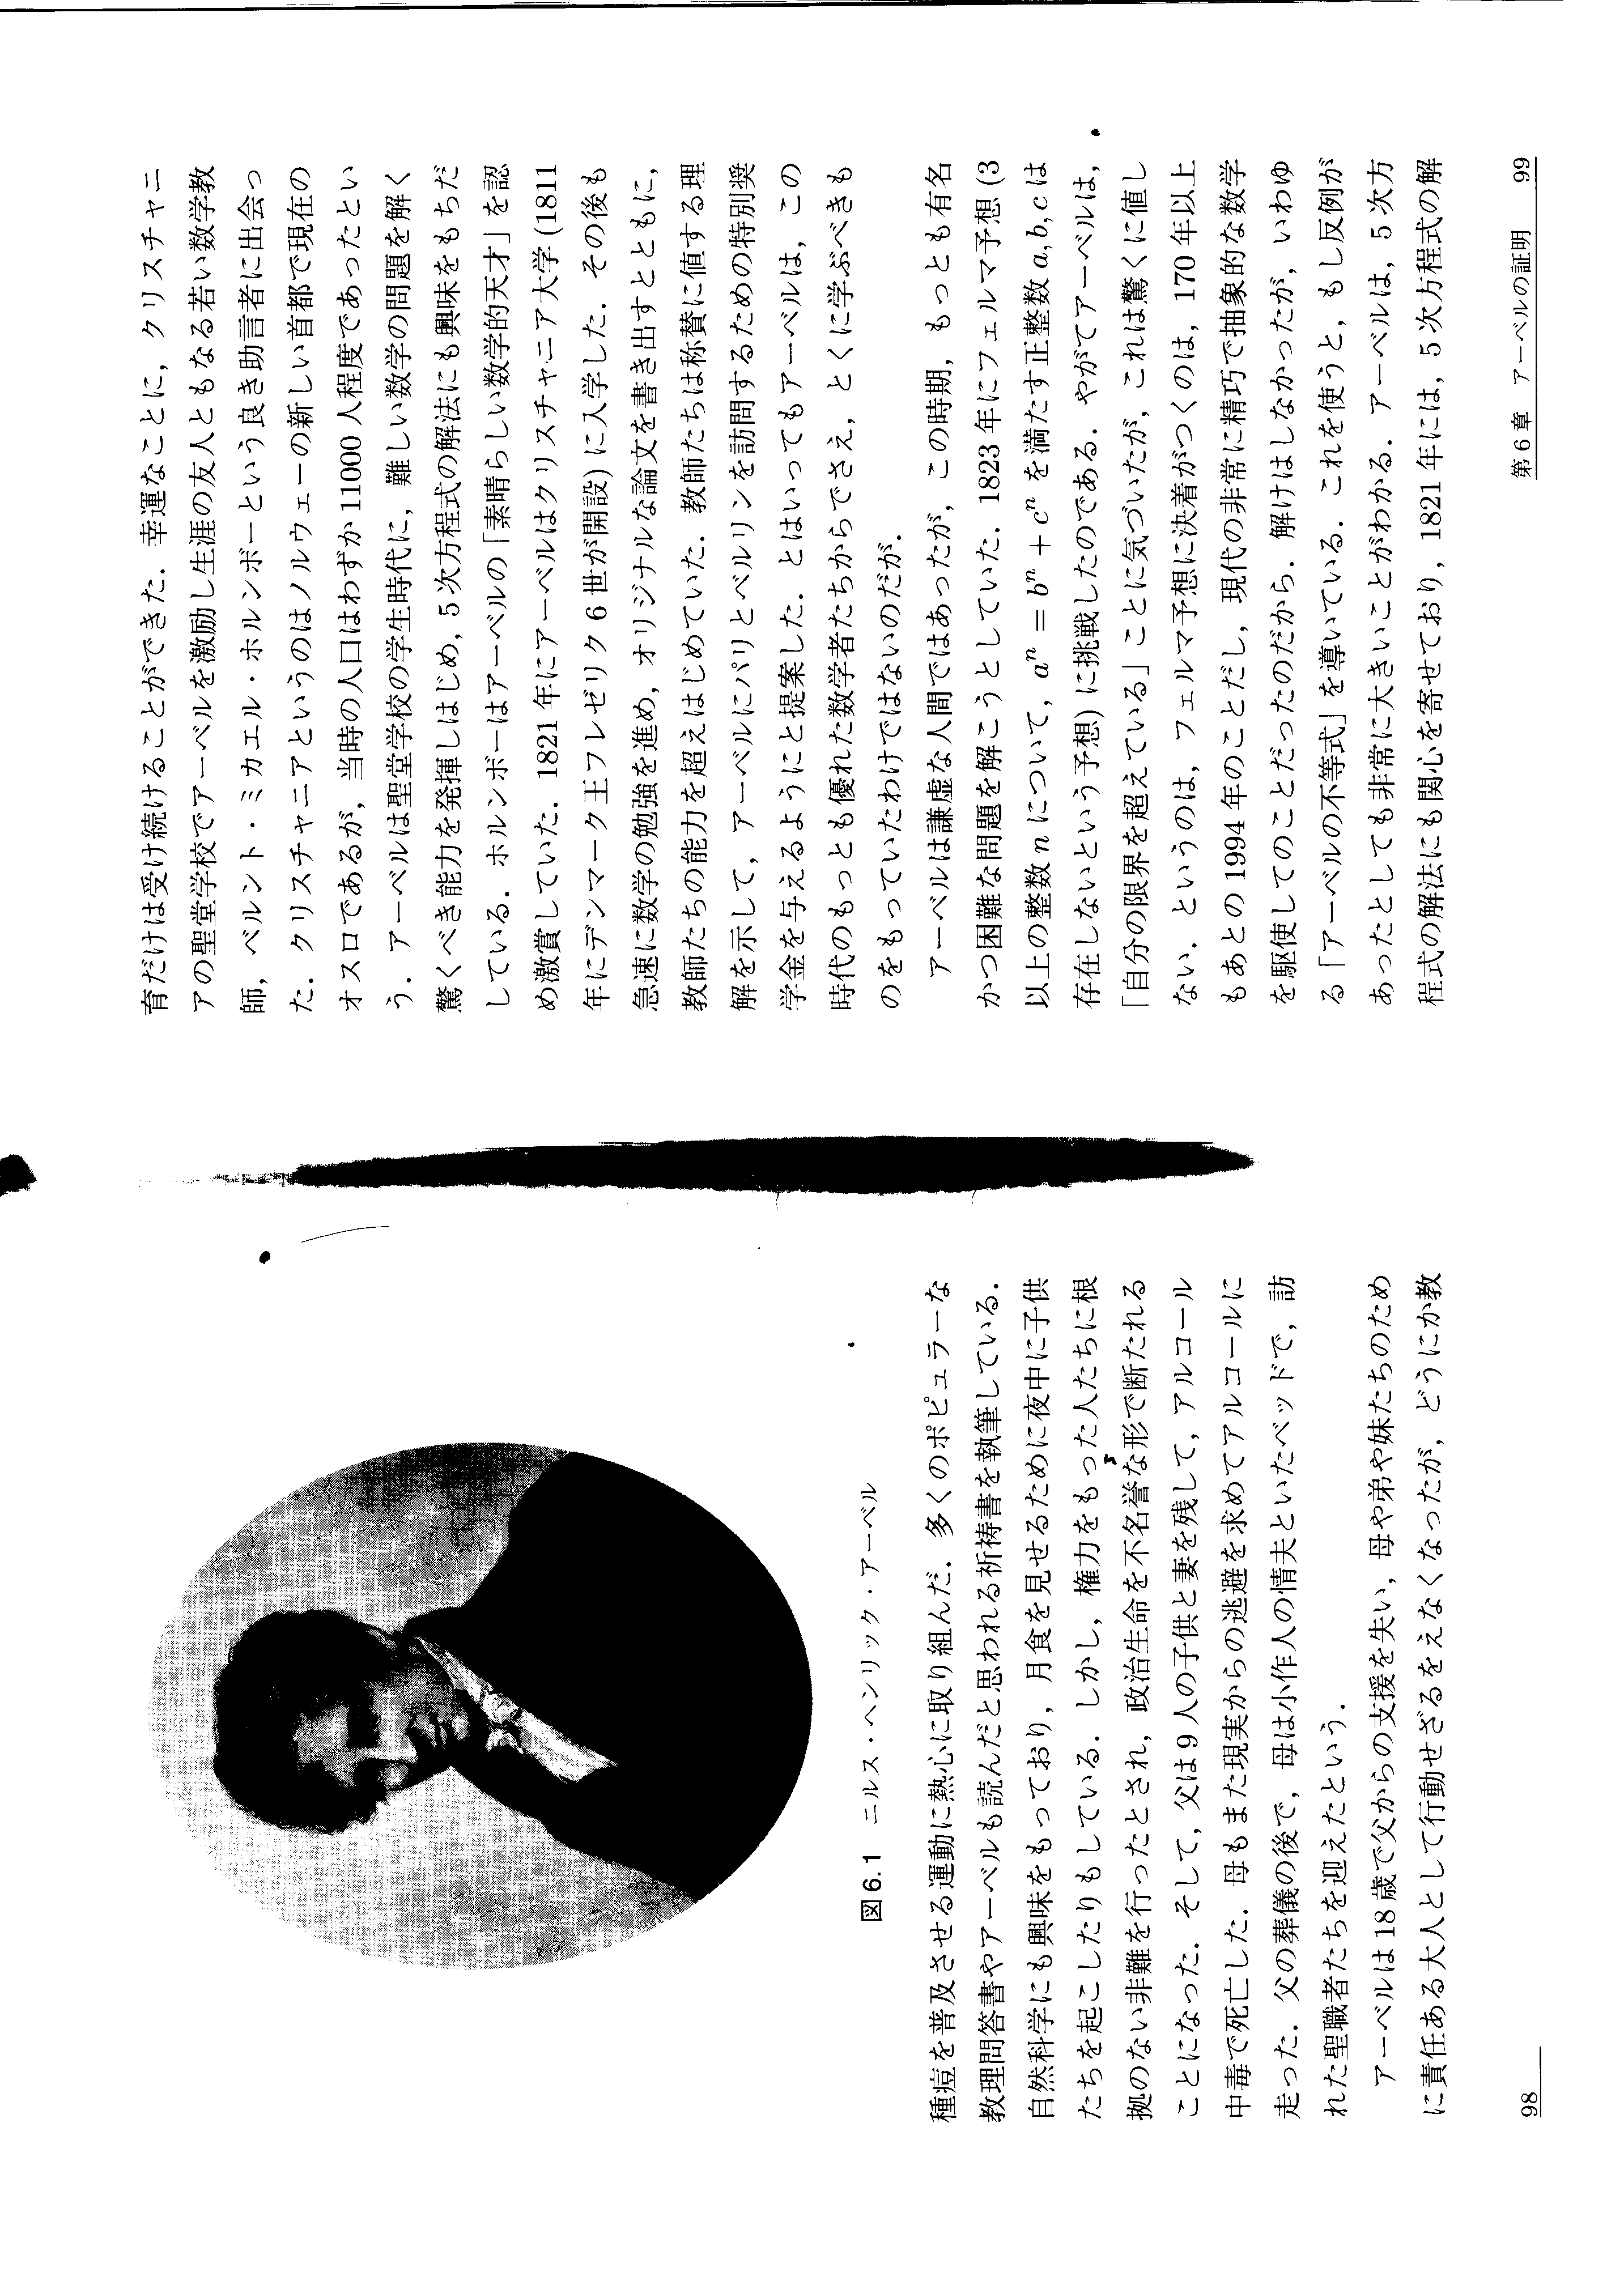 図6.1 ニルス・ヘンリック・アーベル
種痘を普及させる運動に熱心に取り組んだ．多くのポピュラーな
教理問答書やアーベルも読んだと思われる祈祷書を執筆している．
自然科学にも興味をもっており，月食を見せるために夜中に子供
たちを起こしたりもしている．しかし，権力をもった人たちに根
拠のない非難を行ったとされ，政治生命を不名誉な形で断たれる
ことになった．そして，父は9人の子供と妻を残して，アルコール
中毒で死亡した．母もまた現実からの逃避を求めてアルコールに
走った．父の葬儀の後で，母は小作人の情夫といたベッドで，訪
れた聖職者たちを迎えたという．
アーベルは18歳で父からの支援を失い，母や弟や妹たちのため
に責任ある大人として行動せざるをえなくなったが，どうにか教
98
育だけは受け続けることができた．幸運なことに，クリスチャニ
アの聖堂学校でアーベルを激励し生涯の友人ともなる若い数学教
師，ベルント・ミカエル・ホルンボーという良き助言者に出会っ
た．クリスチャニアというのはノルウェーの新しい首都で現在の
オスロであるが，当時の人口はわずか11000人程度であったとい
う．アーベルは聖堂学校の学生時代に，難しい数学の問題を解く
驚くべき能力を発揮しはじめ，5次方程式の解法にも興味をもちだ
している．ホルンボーはアーベルの「素晴らしい数学的天才」を認
め激賞していた．1821年にアーベルはクリスチャニア大学(1811
年にデンマーク王フレゼリク6世が開設)に入学した．その後も
急速に数学の勉強を進め，オリジナルな論文を書き出すとともに，
教師たちの能力を超えはじめていた．教師たちは称賛に値する理
解を示して，アーベルにパリとベルリンを訪問するための特別奨
学金を与えるようにと提案した．とはいってもアーベルは，この
時代のもっとも優れた数学者たちからでさえ，とくに学ぶべきも
のをもっていたわけではないのだが．
アーベルは謙虚な人間ではあったが，この時期，もっとも有名
かつ困難な問題を解こうとしていた．1823年にフェルマ予想(3
以上の整数nについて，aⁿ = bⁿ + cⁿを満たす正整数a,b,cは
存在しないという予想)に挑戦したのである．やがてアーベルは，
「自分の限界を超えている」ことに気づいたが，これは驚くに値し
ない．というのは，フェルマ予想に決着がつくのは，170年以上
もあとの1994年のことだし，現代の非常に精巧で抽象的な数学
を駆使してのことだったのだから．解けはしなかったが，いわゆ
る「アーベルの不等式」を導いている．これを使うと，もし反例が
あったとしても非常に大きいことがわかる．アーベルは，5次方
程式の解法にも関心を寄せており，1821年には，5次方程式の解
第6章 アーベルの証明 99